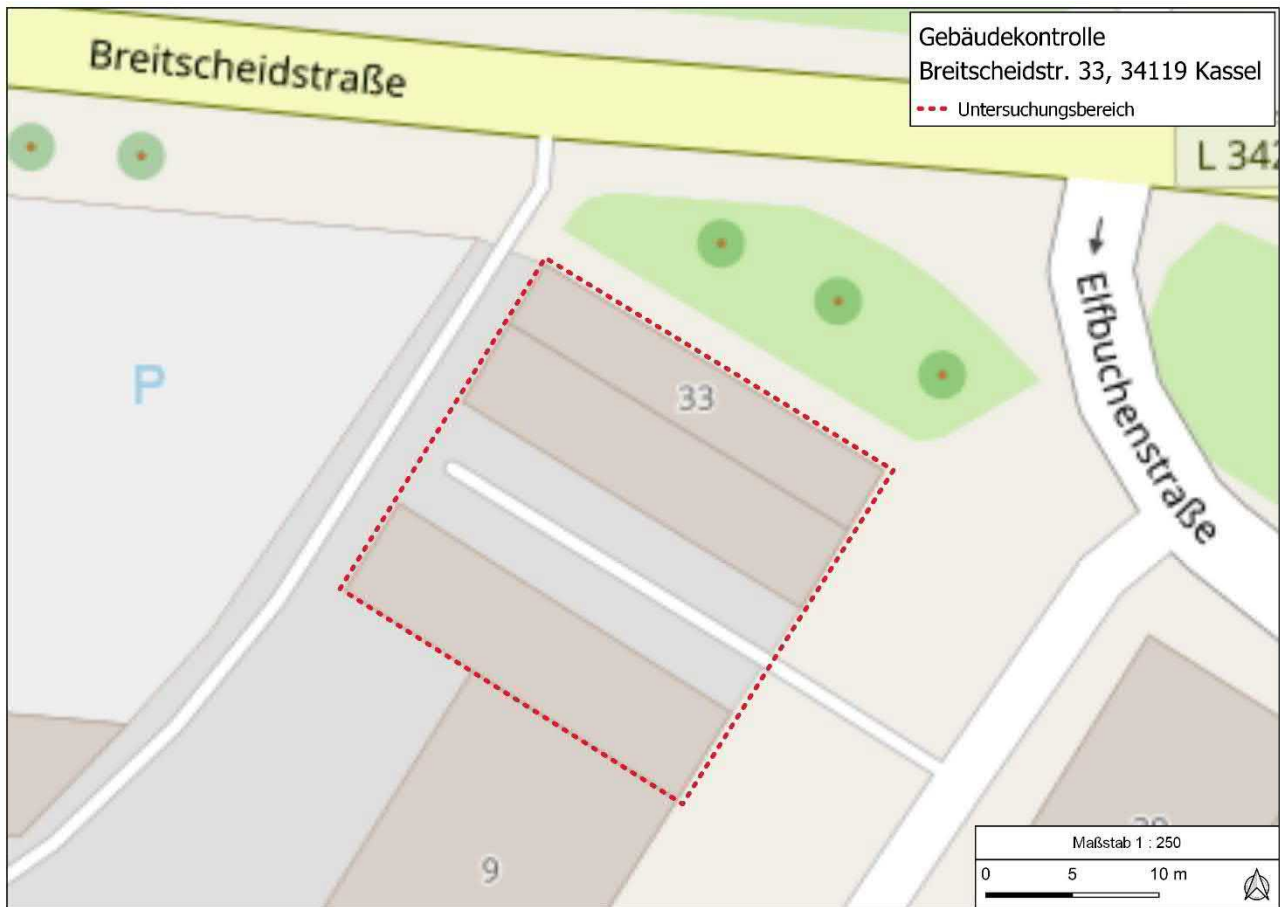 Gebäudekontrolle
Breitscheidstr. 33, 34119 Kassel
Untersuchungsbereich
Breitscheidstraße
L 342
Elfbuchenstraße
P
33
9
Maßstab 1 : 250
0 5 10 m